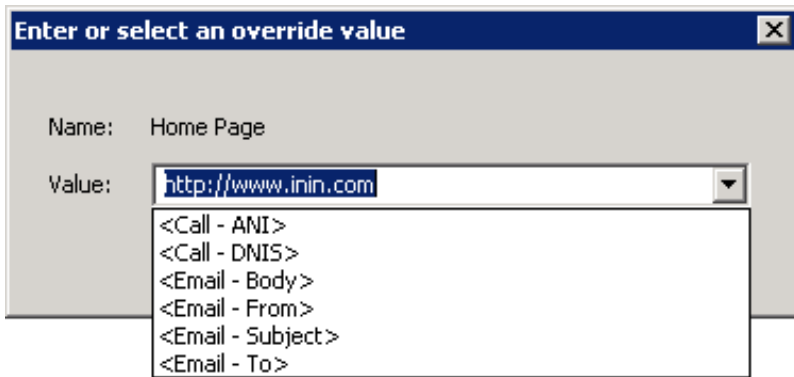 Enter or select an override value
Name: Home Page
Value: http://www.inin.com
<Call - ANI>
<Call - DNIS>
<Email - Body>
<Email - From>
<Email - Subject>
<Email - To>